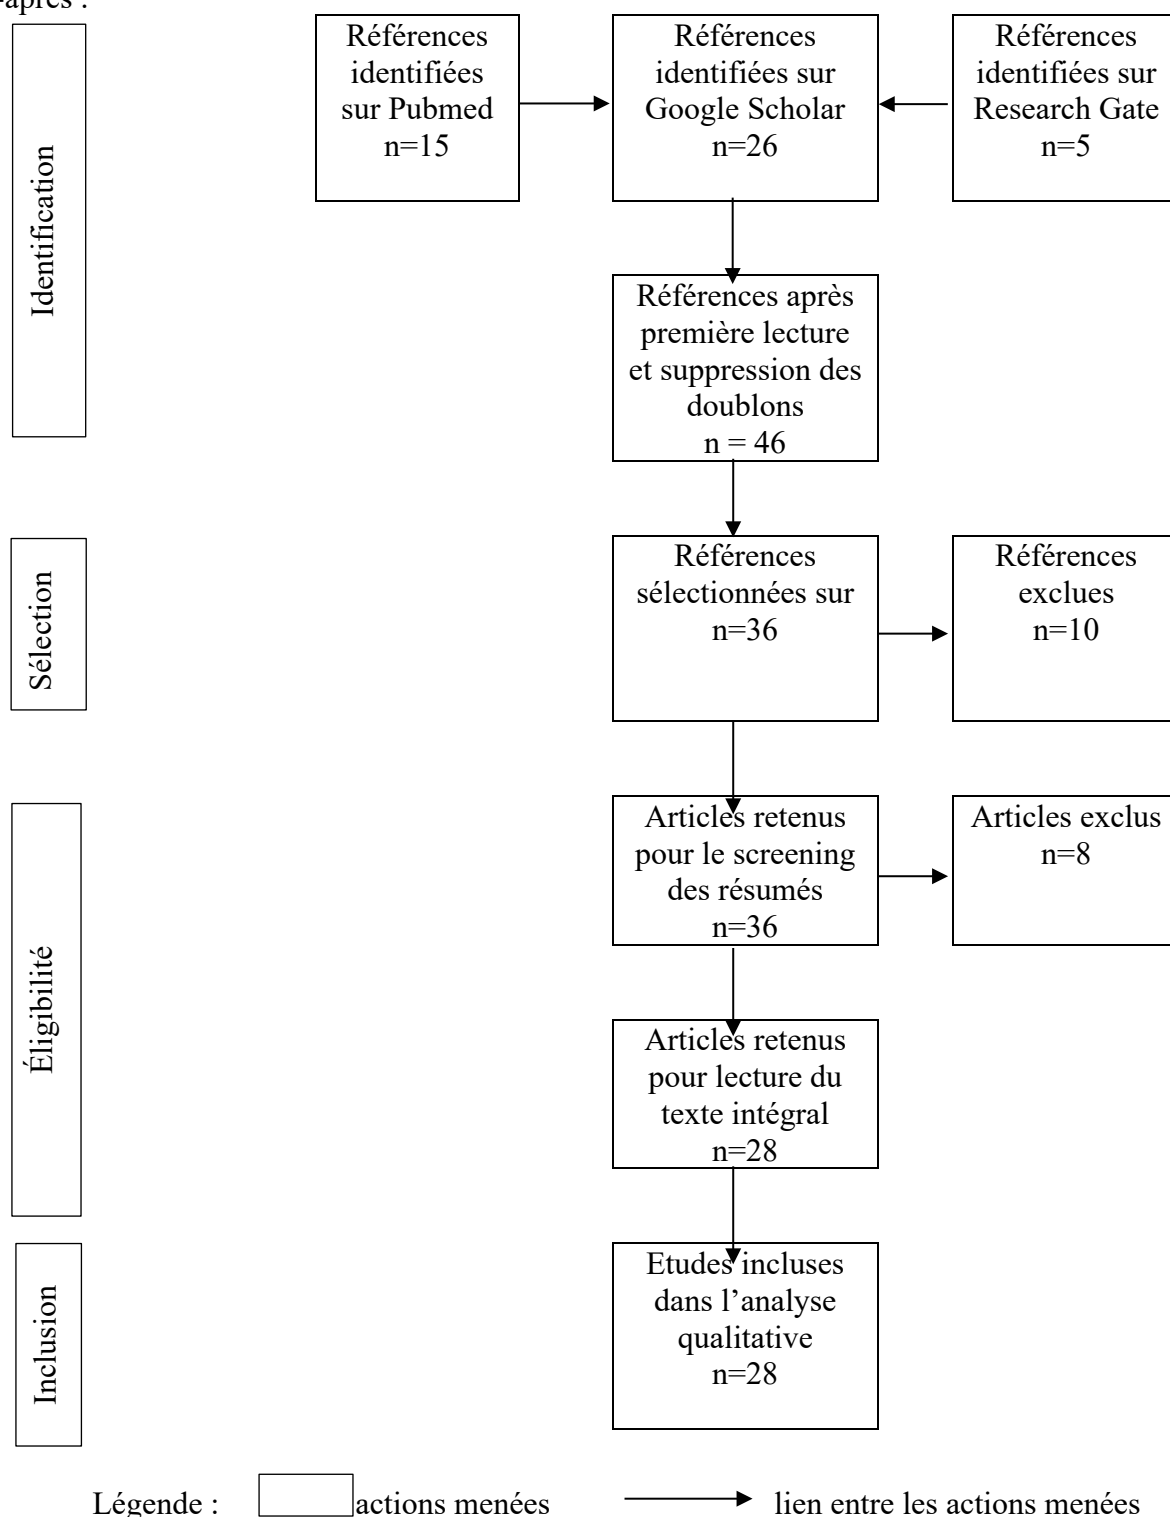 -après :
Identification
Références
identifiées
sur Pubmed
n=15
Références
identifiées sur
Google Scholar
n=26
Références
identifiées sur
Research Gate
n=5
Références après
première lecture
et suppression des
doublons
n = 46
Sélection
Références
sélectionnées sur
n=36
Références
exclues
n=10
Éligibilité
Articles retenus
pour le screening
des résumés
n=36
Articles exclus
n=8
Articles retenus
pour lecture du
texte intégral
n=28
Inclusion
Etudes incluses
dans l’analyse
qualitative
n=28
Légende : actions menées lien entre les actions menées